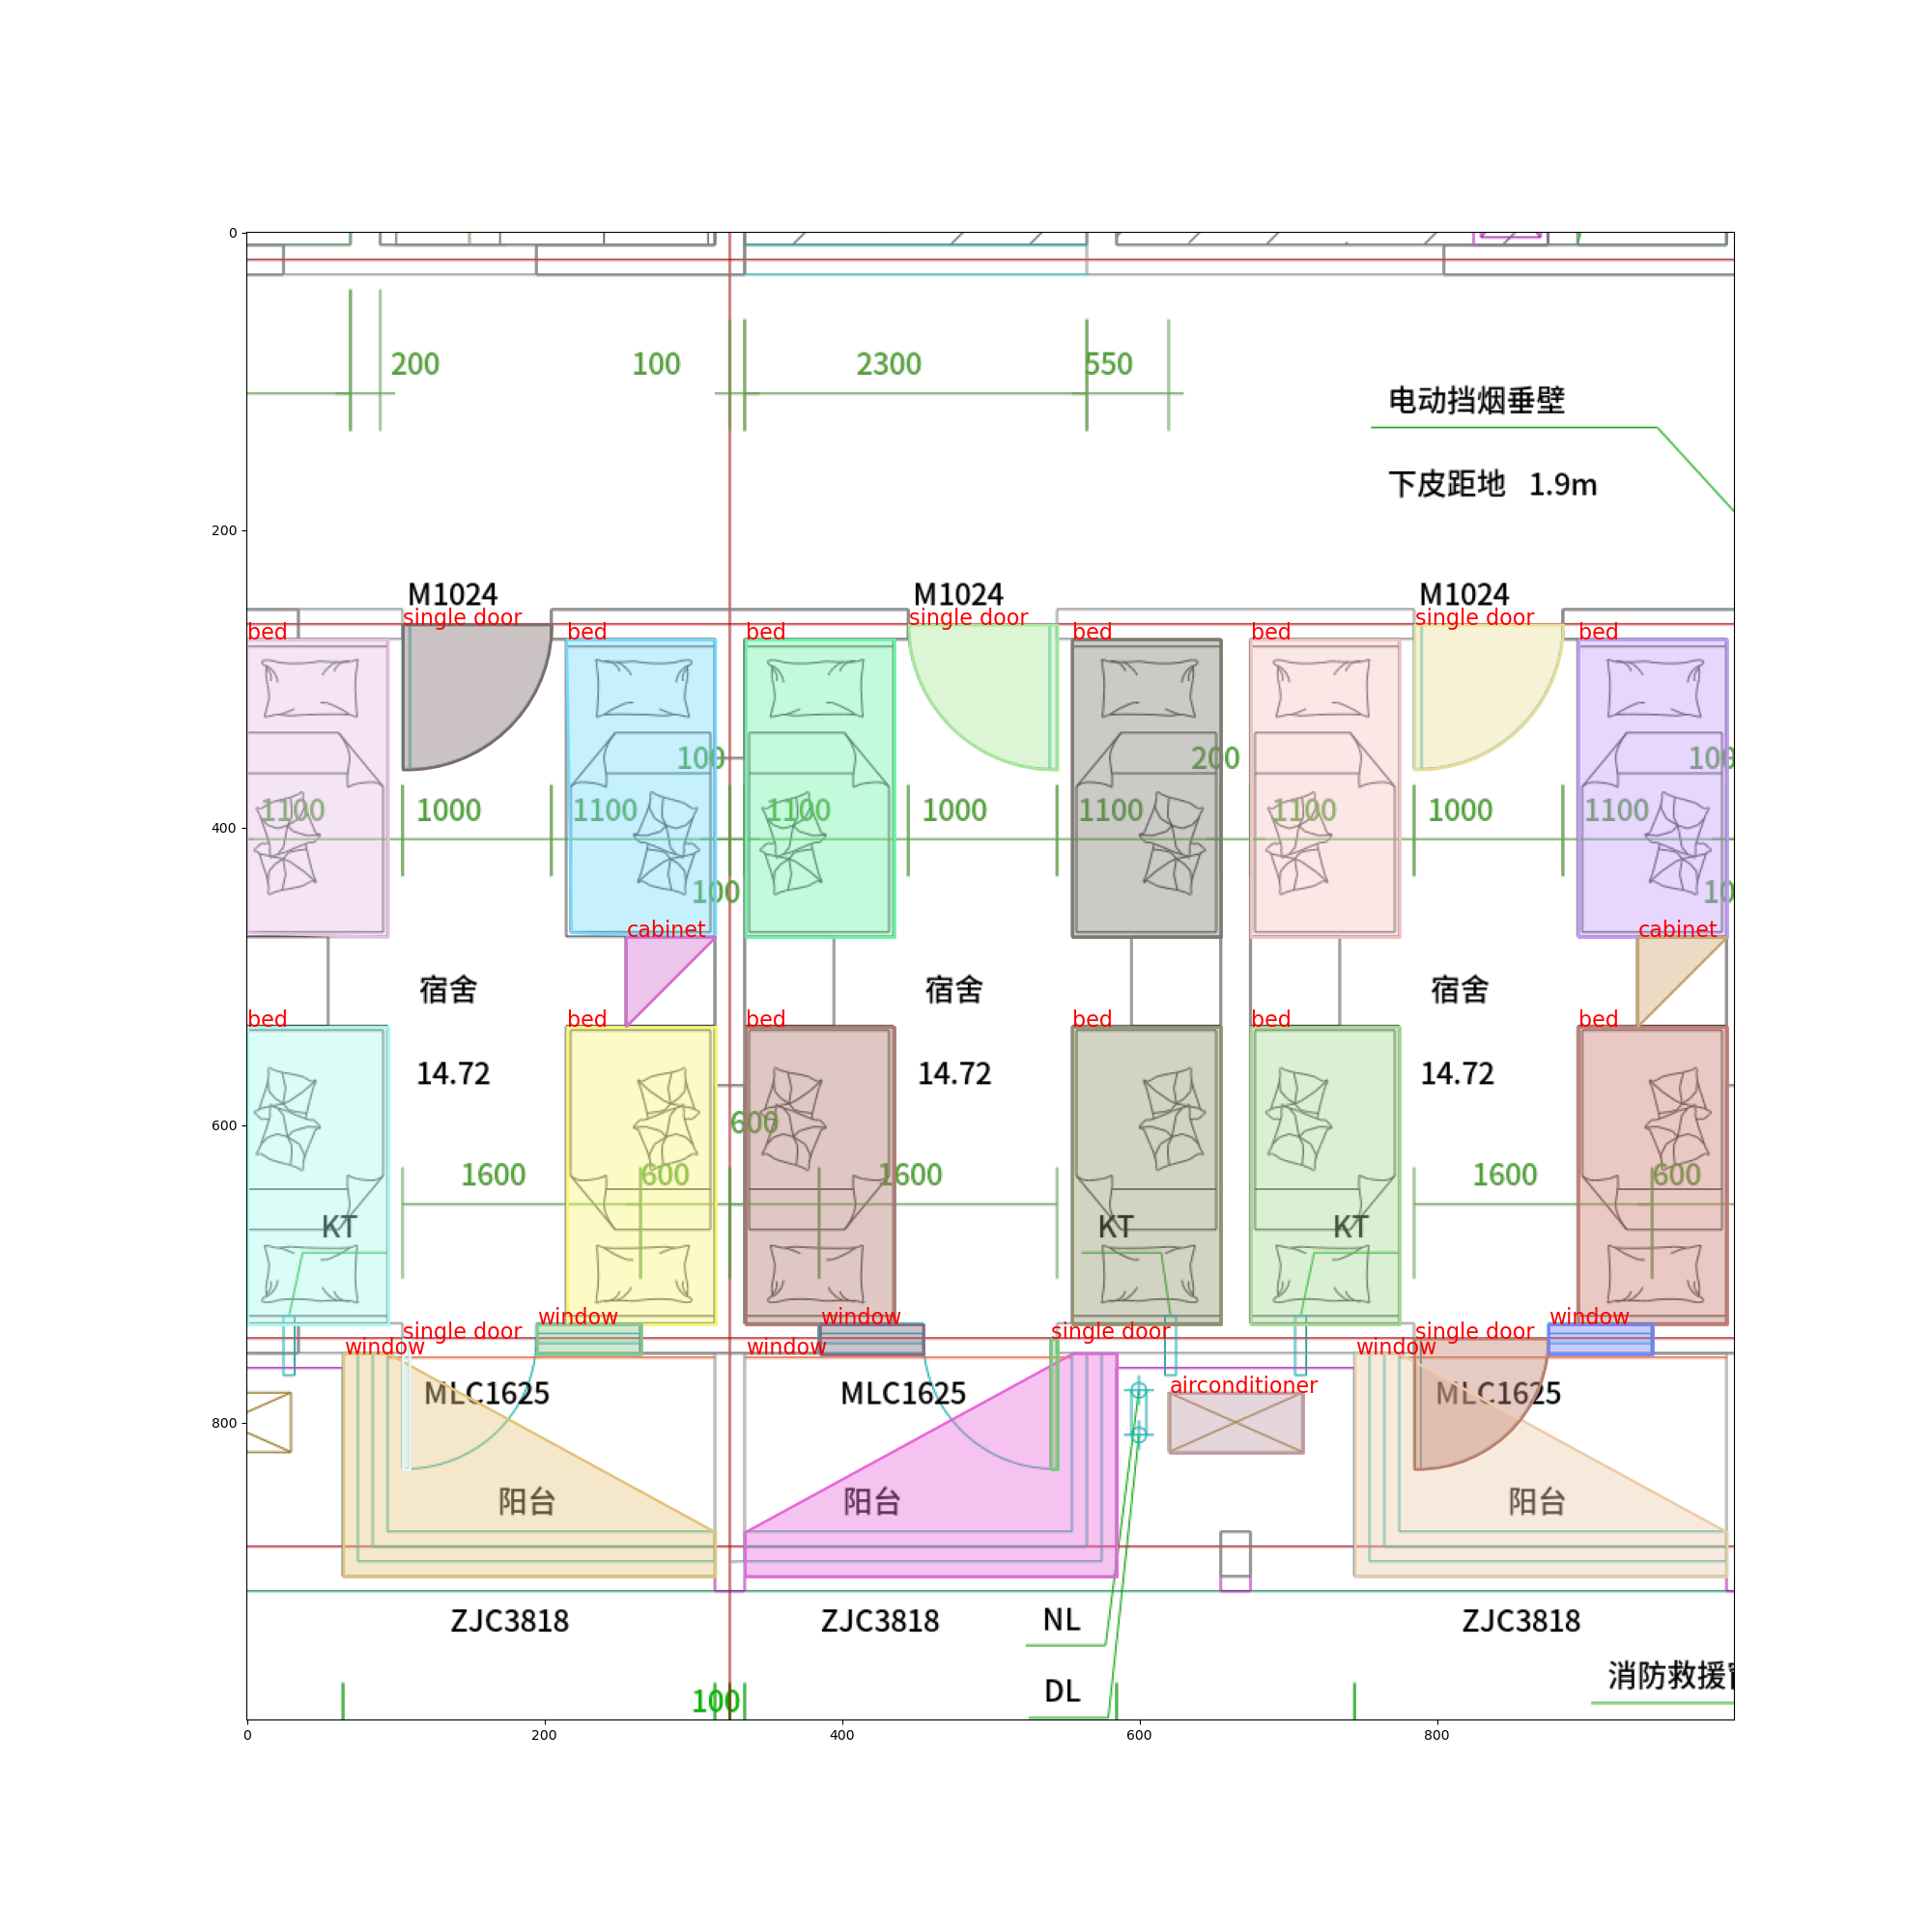 0
200 100 2300 550
电动挡烟垂壁
下皮距地 1.9m
200
M1024 M1024 M1024
single door single door single door
bed bed bed bed bed bed
100 200 100
1100 1000 1100 1100 1000 1100 1100 1000 1100
400
100 10
cabinet cabinet
宿舍 宿舍 宿舍
bed bed bed bed bed bed
14.72 14.72 14.72
600
600
1600 600 1600 1600 600
KT KT KT
window window window
single door single door single door
window window window
airconditioner
MLC1625 MLC1625 MLC1625
800
阳台 阳台 阳台
ZJC3818 ZJC3818 NL ZJC3818
消防救援
100 DL
0 200 400 600 800